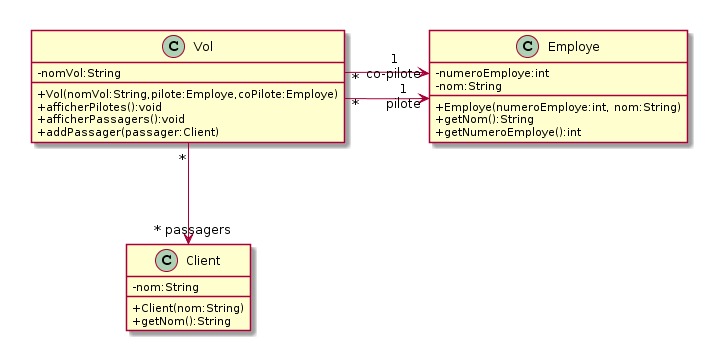 C Vol
-nomVol:String
+Vol(nomVol:String,pilote:Employe,coPilote:Employe)
+afficherPilotes():void
+afficherPassagers():void
+addPassager(passager:Client)
1
* co-pilote
1
* pilote
C Employe
-numeroEmploye:int
-nom:String
+Employe(numeroEmploye:int, nom:String)
+getNom():String
+getNumeroEmploye():int
*
* passagers
C Client
-nom:String
+Client(nom:String)
+getNom():String